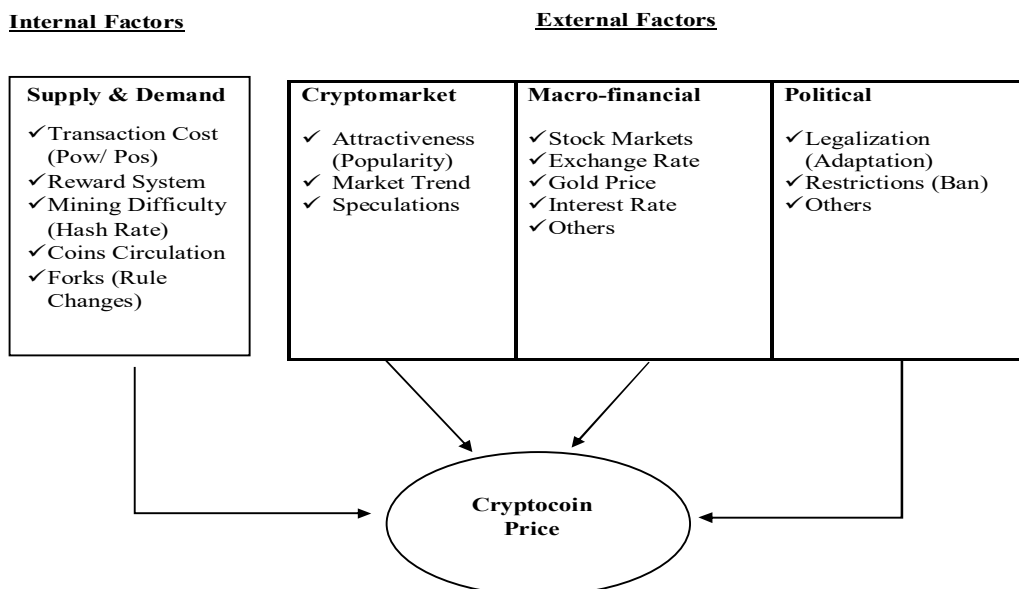 Internal Factors
External Factors
Supply & Demand
✓Transaction Cost
(Pow/ Pos)
✓Reward System
✓Mining Difficulty
(Hash Rate)
✓Coins Circulation
✓Forks (Rule
Changes)
Cryptomarket
✓ Attractiveness
(Popularity)
✓ Market Trend
✓ Speculations
Macro-financial
✓Stock Markets
✓Exchange Rate
✓Gold Price
✓Interest Rate
✓Others
Political
✓Legalization
(Adaptation)
✓Restrictions (Ban)
✓Others
Cryptocoin
Price